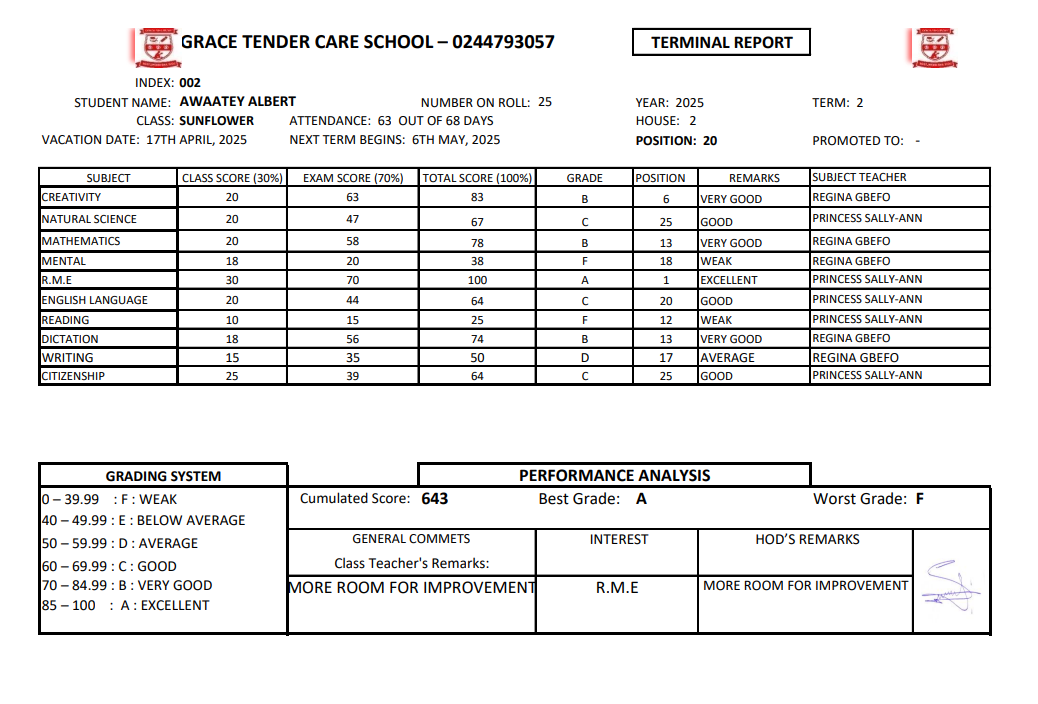 GRACE TENDER CARE SCHOOL – 0244793057
TERMINAL REPORT
INDEX: 002
STUDENT NAME: AWAATEY ALBERT NUMBER ON ROLL: 25 YEAR: 2025 TERM: 2
CLASS: SUNFLOWER ATTENDANCE: 63 OUT OF 68 DAYS HOUSE: 2
VACATION DATE: 17TH APRIL, 2025 NEXT TERM BEGINS: 6TH MAY, 2025 POSITION: 20 PROMOTED TO: -
SUBJECT CLASS SCORE (30%) EXAM SCORE (70%) TOTAL SCORE (100%) GRADE POSITION REMARKS SUBJECT TEACHER
CREATIVITY 20 63 83 B 6 VERY GOOD REGINA GBEFO
NATURAL SCIENCE 20 47 67 C 25 GOOD PRINCESS SALLY-ANN
MATHEMATICS 20 58 78 B 13 VERY GOOD REGINA GBEFO
MENTAL 18 20 38 F 18 WEAK REGINA GBEFO
R.M.E 30 70 100 A 1 EXCELLENT PRINCESS SALLY-ANN
ENGLISH LANGUAGE 20 44 64 C 20 GOOD PRINCESS SALLY-ANN
READING 10 15 25 F 12 WEAK PRINCESS SALLY-ANN
DICTATION 18 56 74 B 13 VERY GOOD REGINA GBEFO
WRITING 15 35 50 D 17 AVERAGE REGINA GBEFO
CITIZENSHIP 25 39 64 C 25 GOOD PRINCESS SALLY-ANN
GRADING SYSTEM
0 – 39.99 : F : WEAK
40 – 49.99 : E : BELOW AVERAGE
50 – 59.99 : D : AVERAGE
60 – 69.99 : C : GOOD
70 – 84.99 : B : VERY GOOD
85 – 100 : A : EXCELLENT
PERFORMANCE ANALYSIS
Cumulated Score: 643 Best Grade: A Worst Grade: F
GENERAL COMMETS INTEREST HOD’S REMARKS
Class Teacher's Remarks:
MORE ROOM FOR IMPROVEMENT R.M.E MORE ROOM FOR IMPROVEMENT